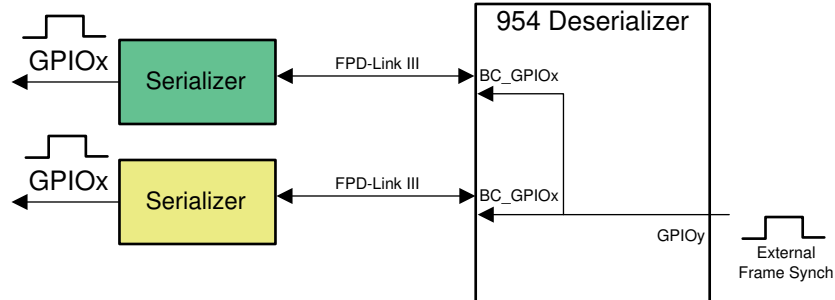 954 Deserializer
GPIOx
Serializer
FPD-Link III
BC_GPIOx
GPIOx
Serializer
FPD-Link III
BC_GPIOx
GPIOy
External
Frame Synch